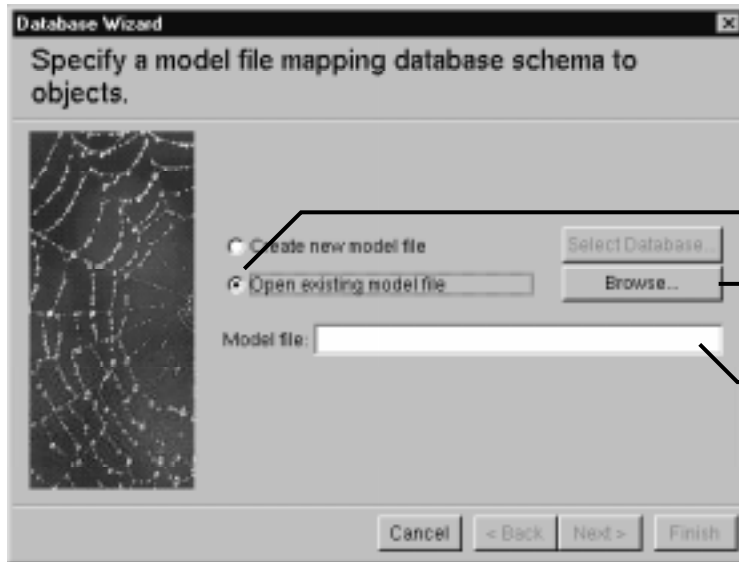 Database Wizard
Specify a model file mapping database schema to
objects.
Create new model file
Select Database...
Open existing model file
Browse...
Model file:
Cancel
< Back
Next >
Finish